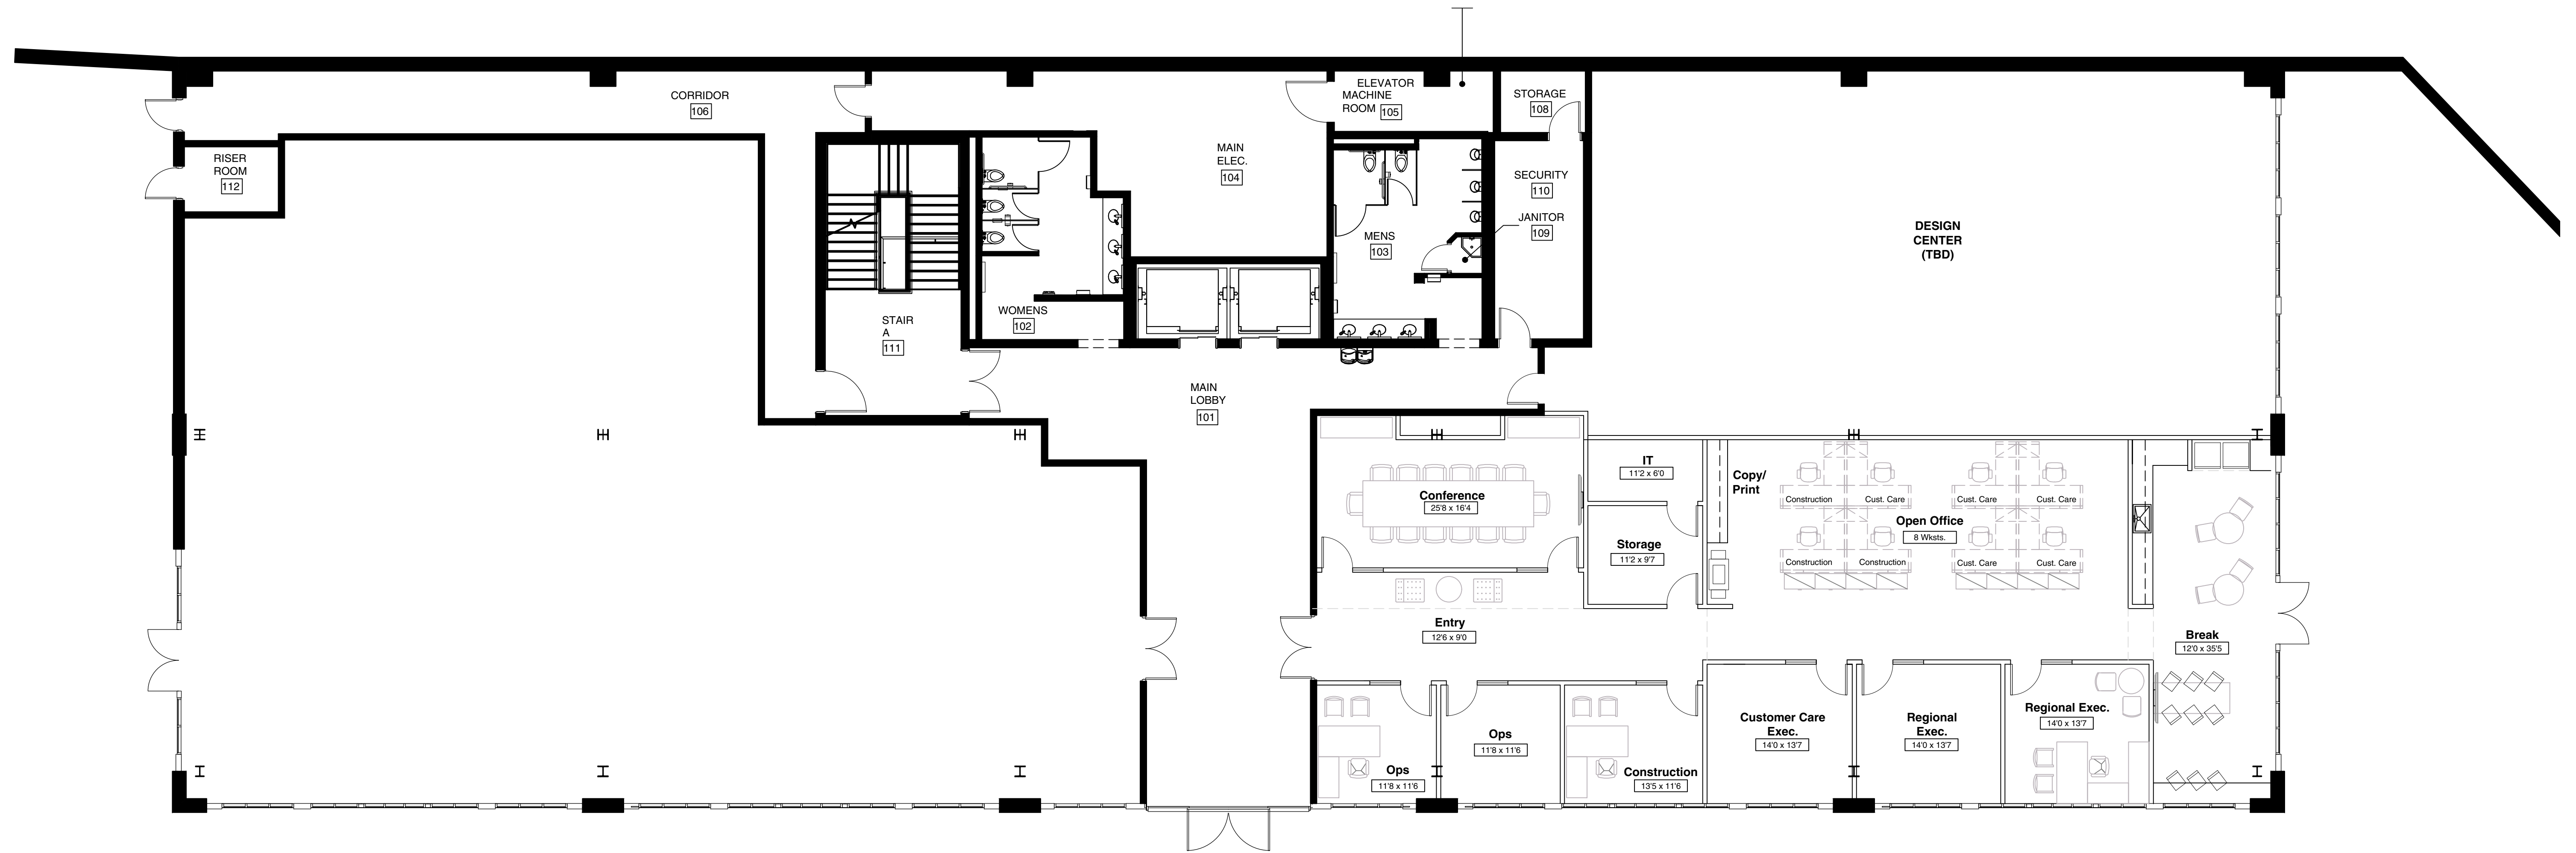 CORRIDOR
106
RISER
ROOM
112
STAIR
A
111
WOMENS
102
MAIN
ELEC.
104
MAIN
LOBBY
101
ELEVATOR
MACHINE
ROOM 105
MENS
103
STORAGE
108
SECURITY
110
JANITOR
109
DESIGN
CENTER
(TBD)
Conference
25'8 x 16'4
IT
11'2 x 6'0
Storage
11'2 x 9'7
Copy/
Print
Construction
Cust. Care
Cust. Care
Cust. Care
Open Office
8 Wksts.
Construction
Construction
Cust. Care
Cust. Care
Entry
12'6 x 9'0
Break
12'0 x 35'5
Ops
11'8 x 11'6
Ops
11'8 x 11'6
Construction
13'5 x 11'6
Customer Care
Exec.
14'0 x 13'7
Regional
Exec.
14'0 x 13'7
Regional Exec.
14'0 x 13'7